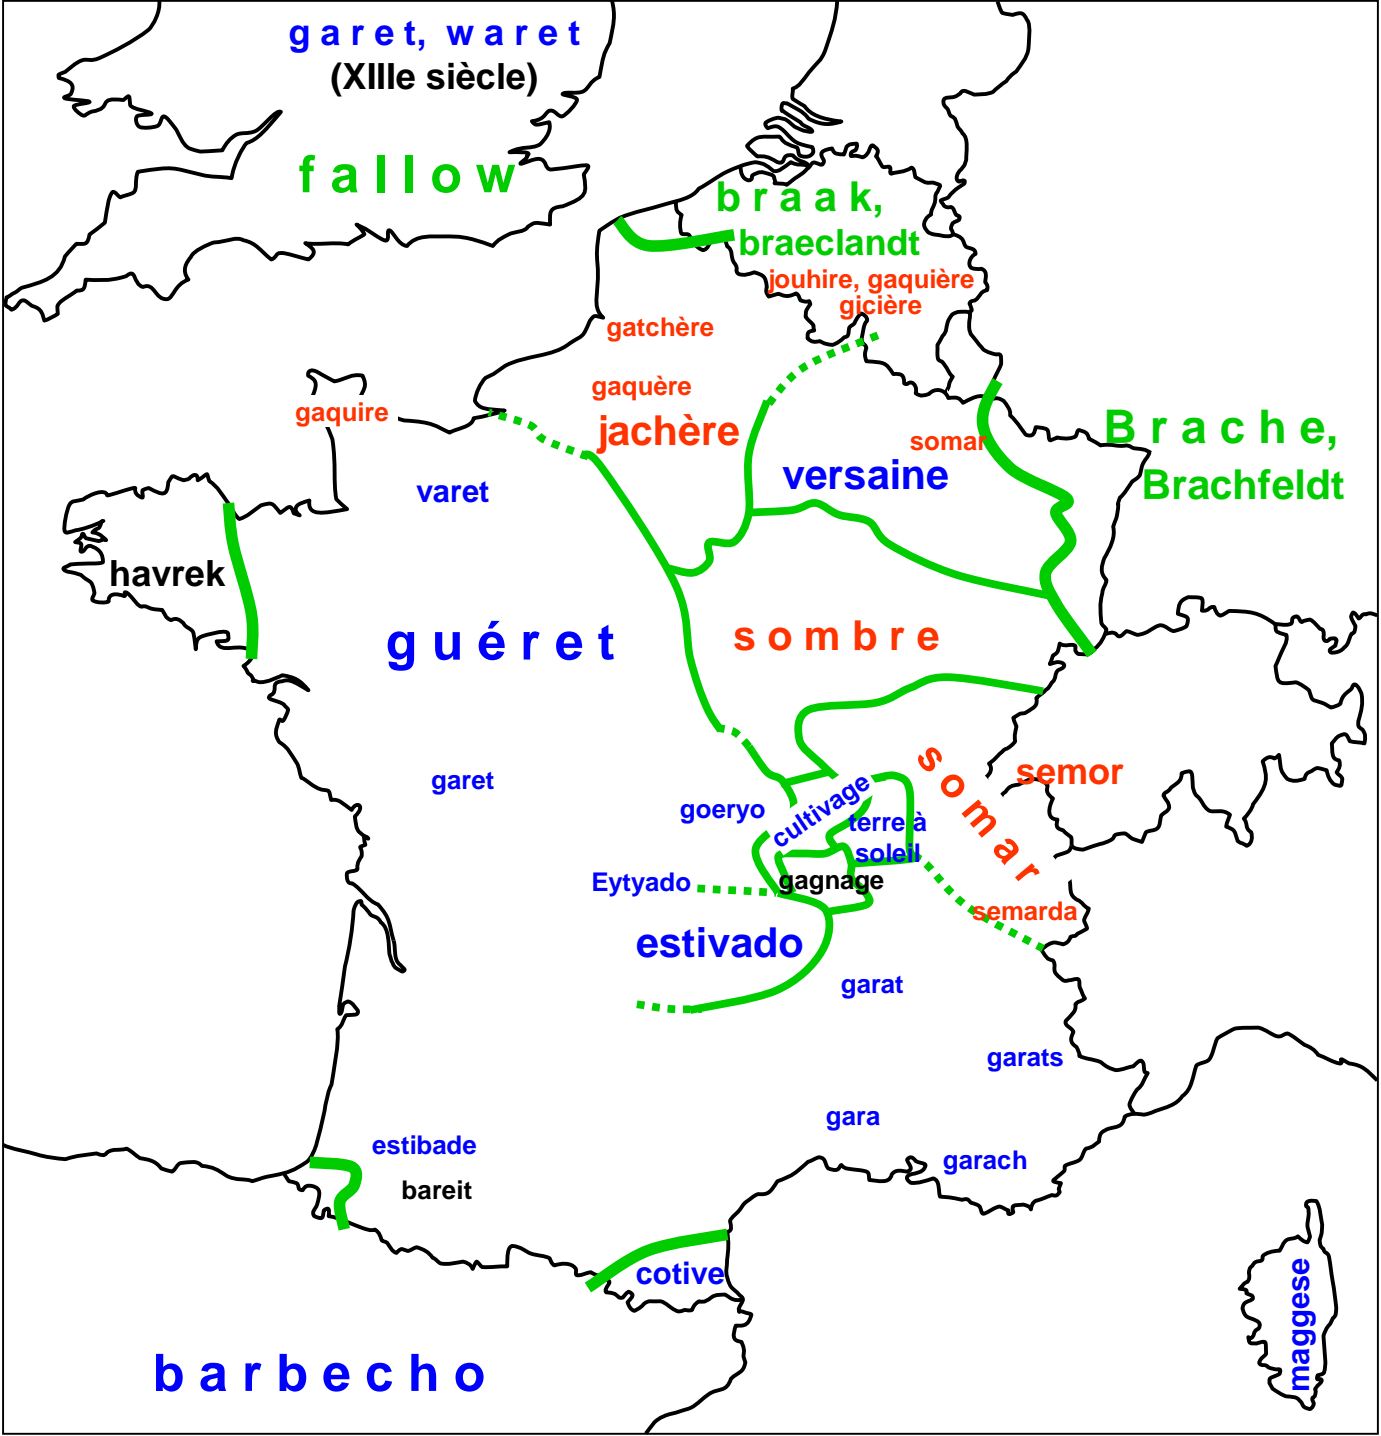 garet, waret
(XIIIe siècle)
fallow
braak,
braeclandt
jouhire, gaquière
gicière
gatchère
gaquère
jachère
gaquire
Brache,
Brachfeldt
somar
versaine
varet
havrek
guéret
sombre
somar
semor
garet
goeryo
cultivage
terre à
soleil
Eytyado
gagnage
semarda
estivado
garat
garats
gara
estibade
garach
bareit
cotive
maggese
barbecho